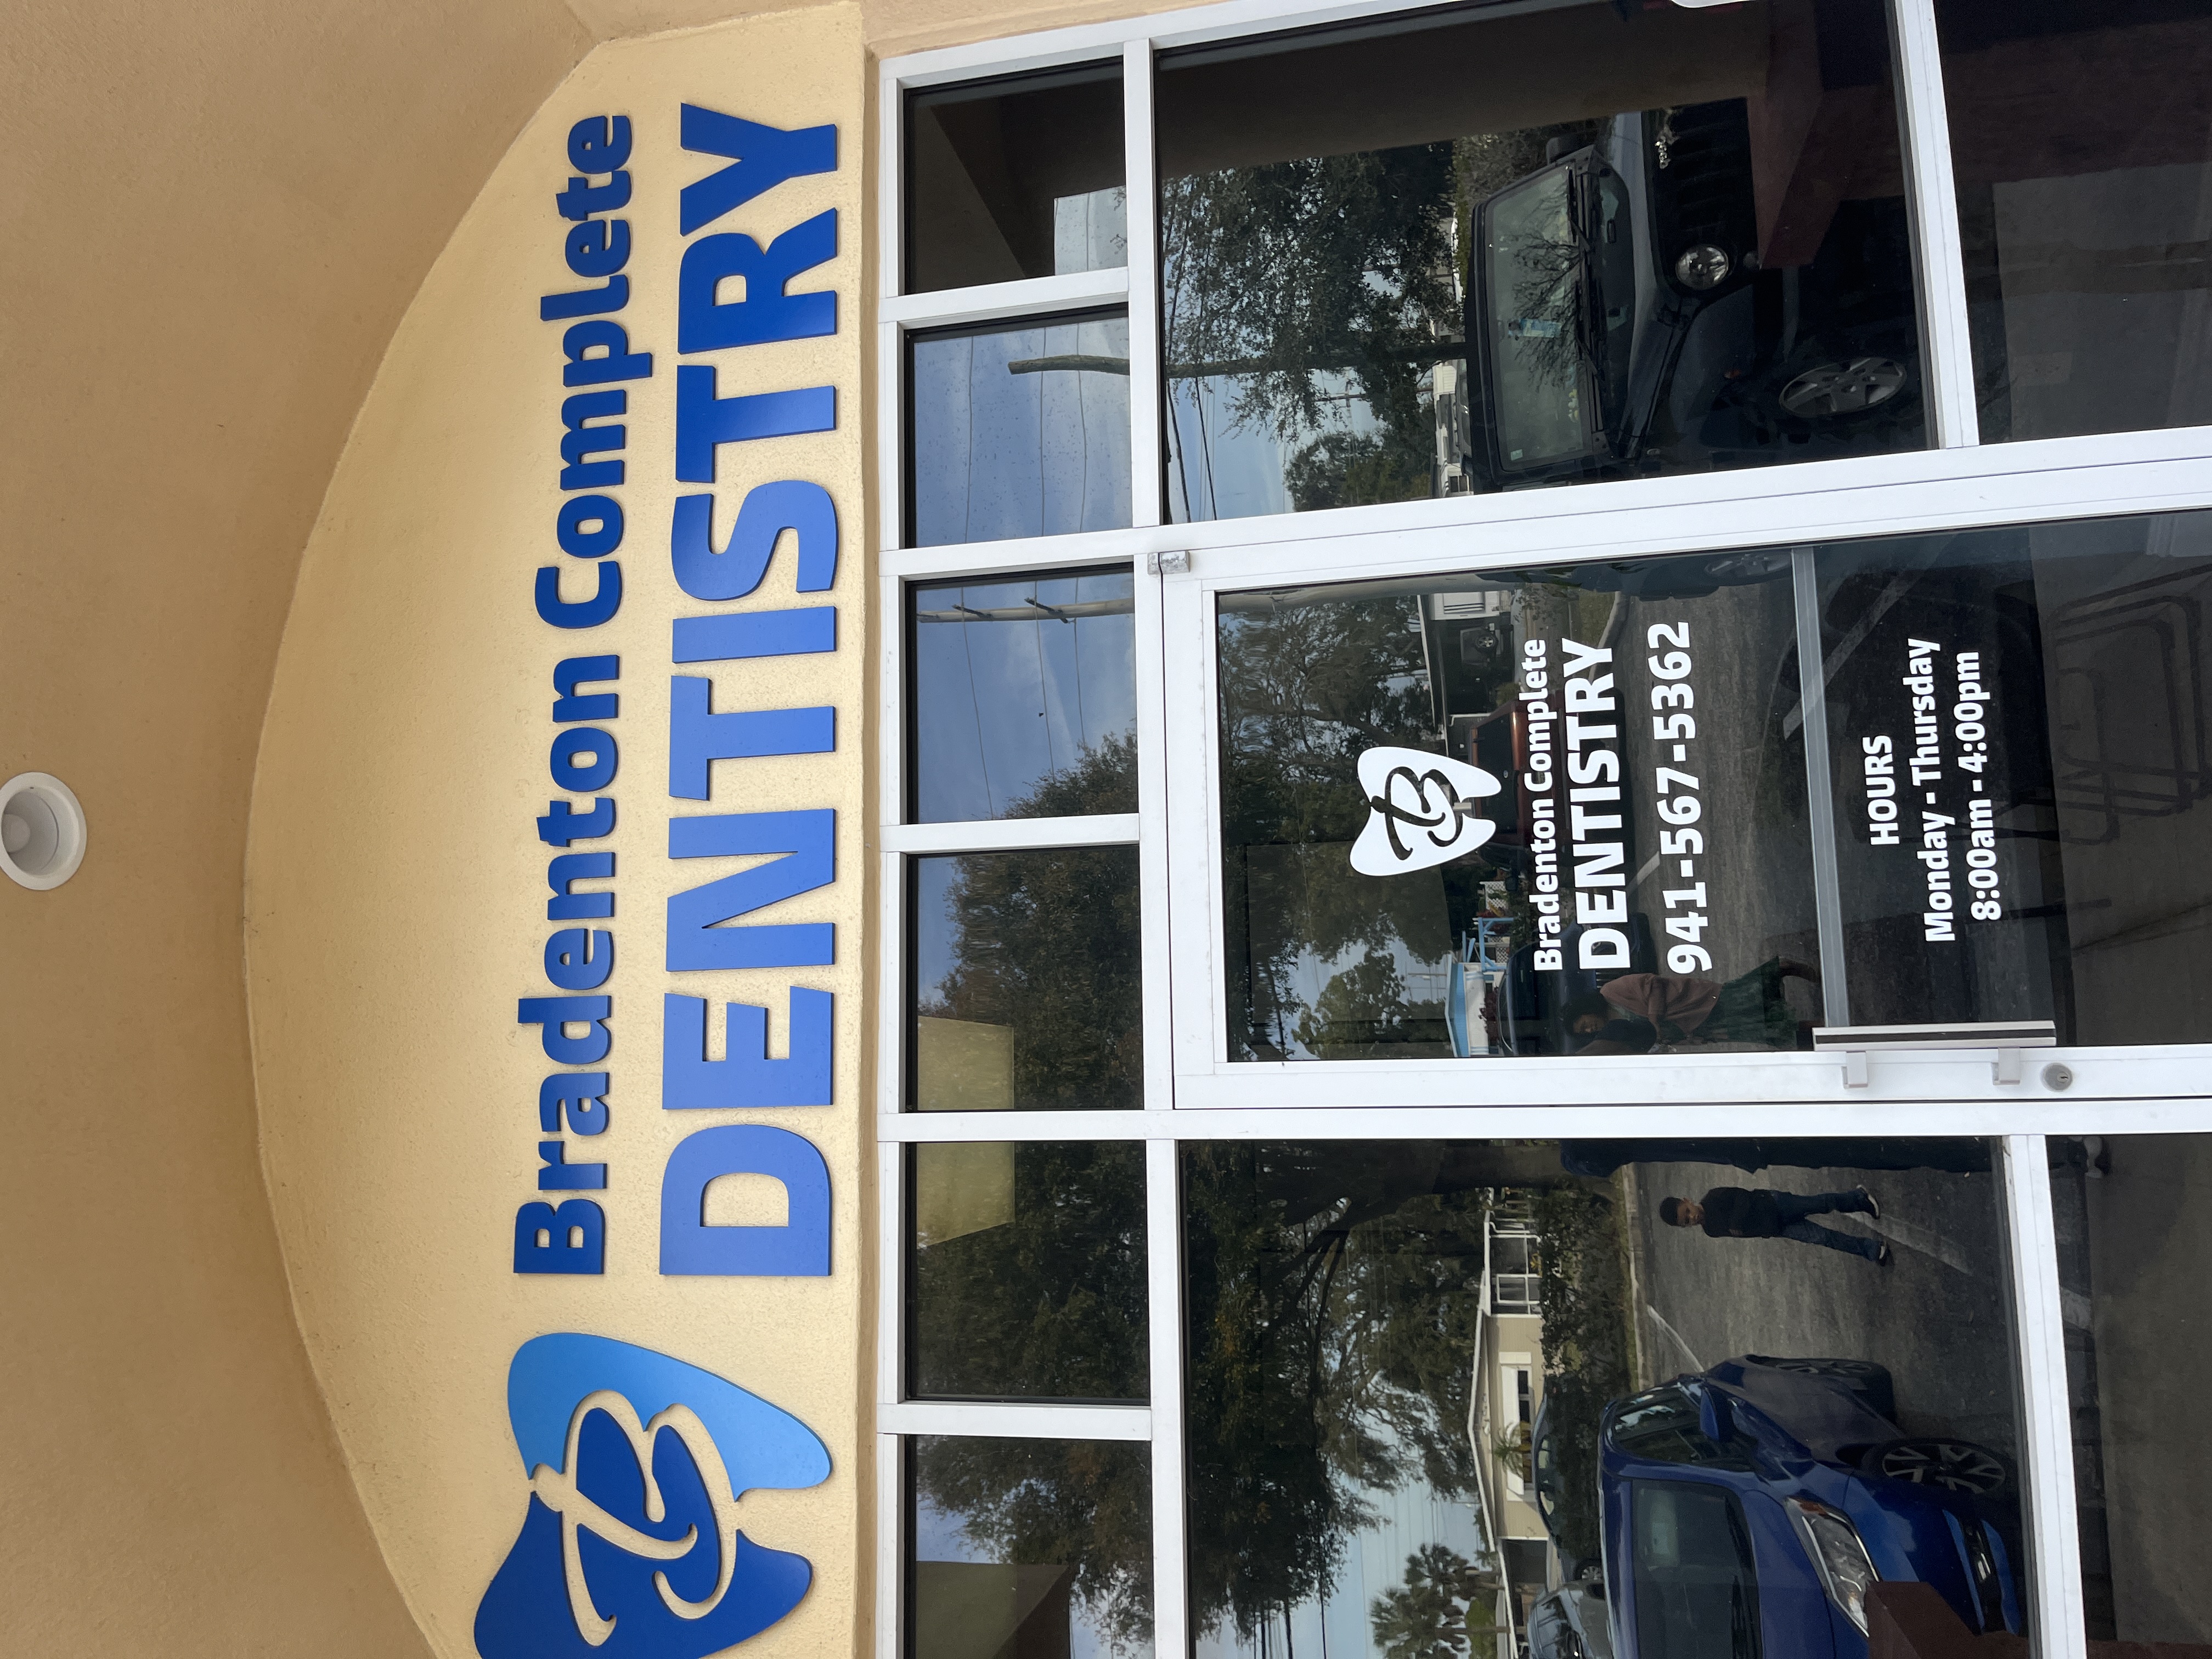 Bradenton Complete
DENTISTRY
Bradenton Complete
DENTISTRY
941-567-5362
HOURS
Monday - Thursday
8:00am - 4:00pm